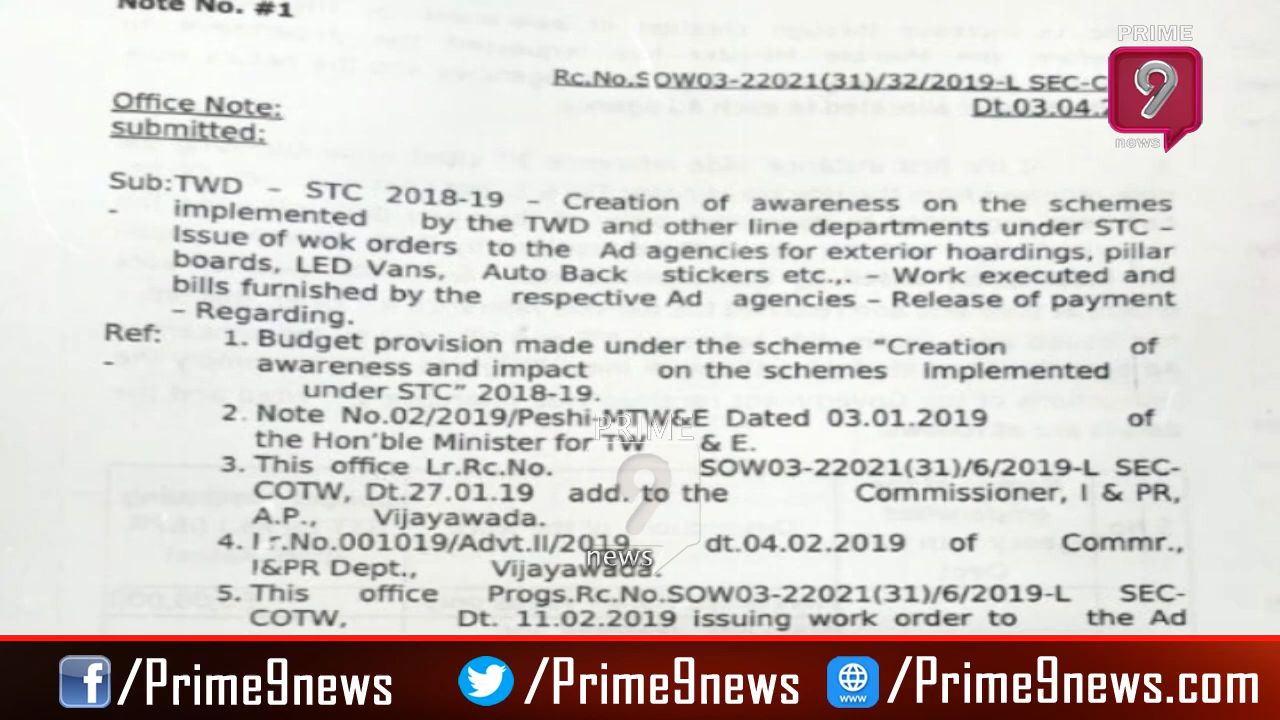 Note No. #1
PRIME
9
news
Rc.No.SOW03-22021(31)/32/2019-L SEC-C
Dt.03.04.2
Office Note:
submitted;
Sub: TWD – STC 2018-19 – Creation of awareness on the schemes
- implemented by the TWD and other line departments under STC –
Issue of wok orders to the Ad agencies for exterior hoardings, pillar
boards, LED Vans, Auto Back stickers etc.,. – Work executed and
bills furnished by the respective Ad agencies – Release of payment
– Regarding.
Ref: 1. Budget provision made under the scheme “Creation of
- awareness and impact on the schemes implemented
under STC” 2018-19.
2. Note No.02/2019/Peshi-MTW&E Dated 03.01.2019 of
the Hon’ble Minister for TW & E.
3. This office Lr.Rc.No. SOW03-22021(31)/6/2019-L SEC-
COTW, Dt.27.01.19 add. to the Commissioner, I & PR,
A.P., Vijayawada.
4. Lr.No.001019/Advt.II/2019 dt.04.02.2019 of Commr.,
I&PR Dept., Vijayawada.
5. This office Progs.Rc.No.SOW03-22021(31)/6/2019-L SEC-
COTW, Dt. 11.02.2019 issuing work order to the Ad
PRIME
9
news
f /Prime9news /Prime9news www /Prime9news.com